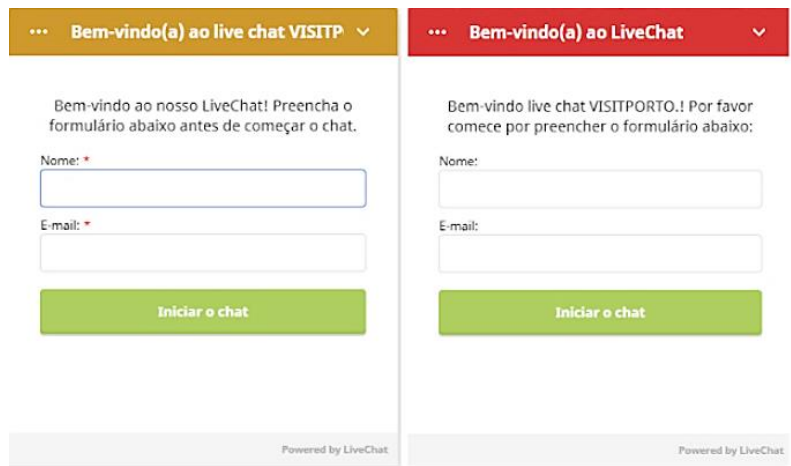 Bem-vindo(a) ao live chat VISITP
Bem-vindo ao nosso LiveChat! Preencha o
formulário abaixo antes de começar o chat.
Nome: *
E-mail: *
Iniciar o chat
Powered by LiveChat
Bem-vindo(a) ao LiveChat
Bem-vindo live chat VISITPORTO.! Por favor
comece por preencher o formulário abaixo:
Nome:
E-mail:
Iniciar o chat
Powered by LiveChat